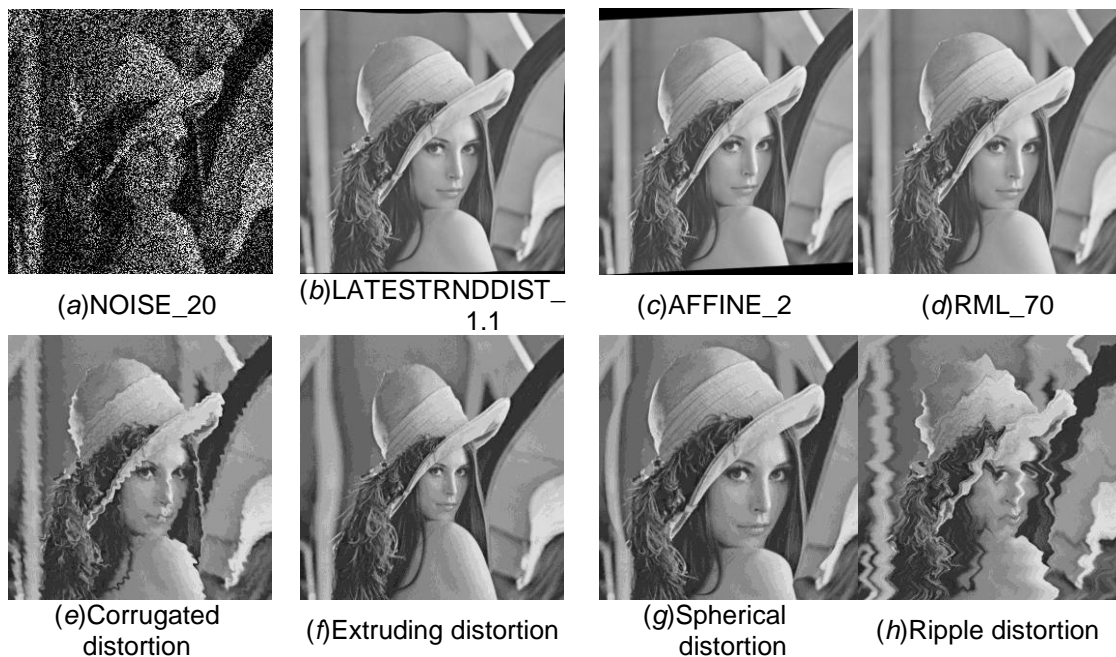 (a)NOISE_20
(b)LATESTRNDDIST_
1.1
(c)AFFINE_2
(d)RML_70
(e)Corrugated
distortion
(f)Extruding distortion
(g)Spherical
distortion
(h)Ripple distortion